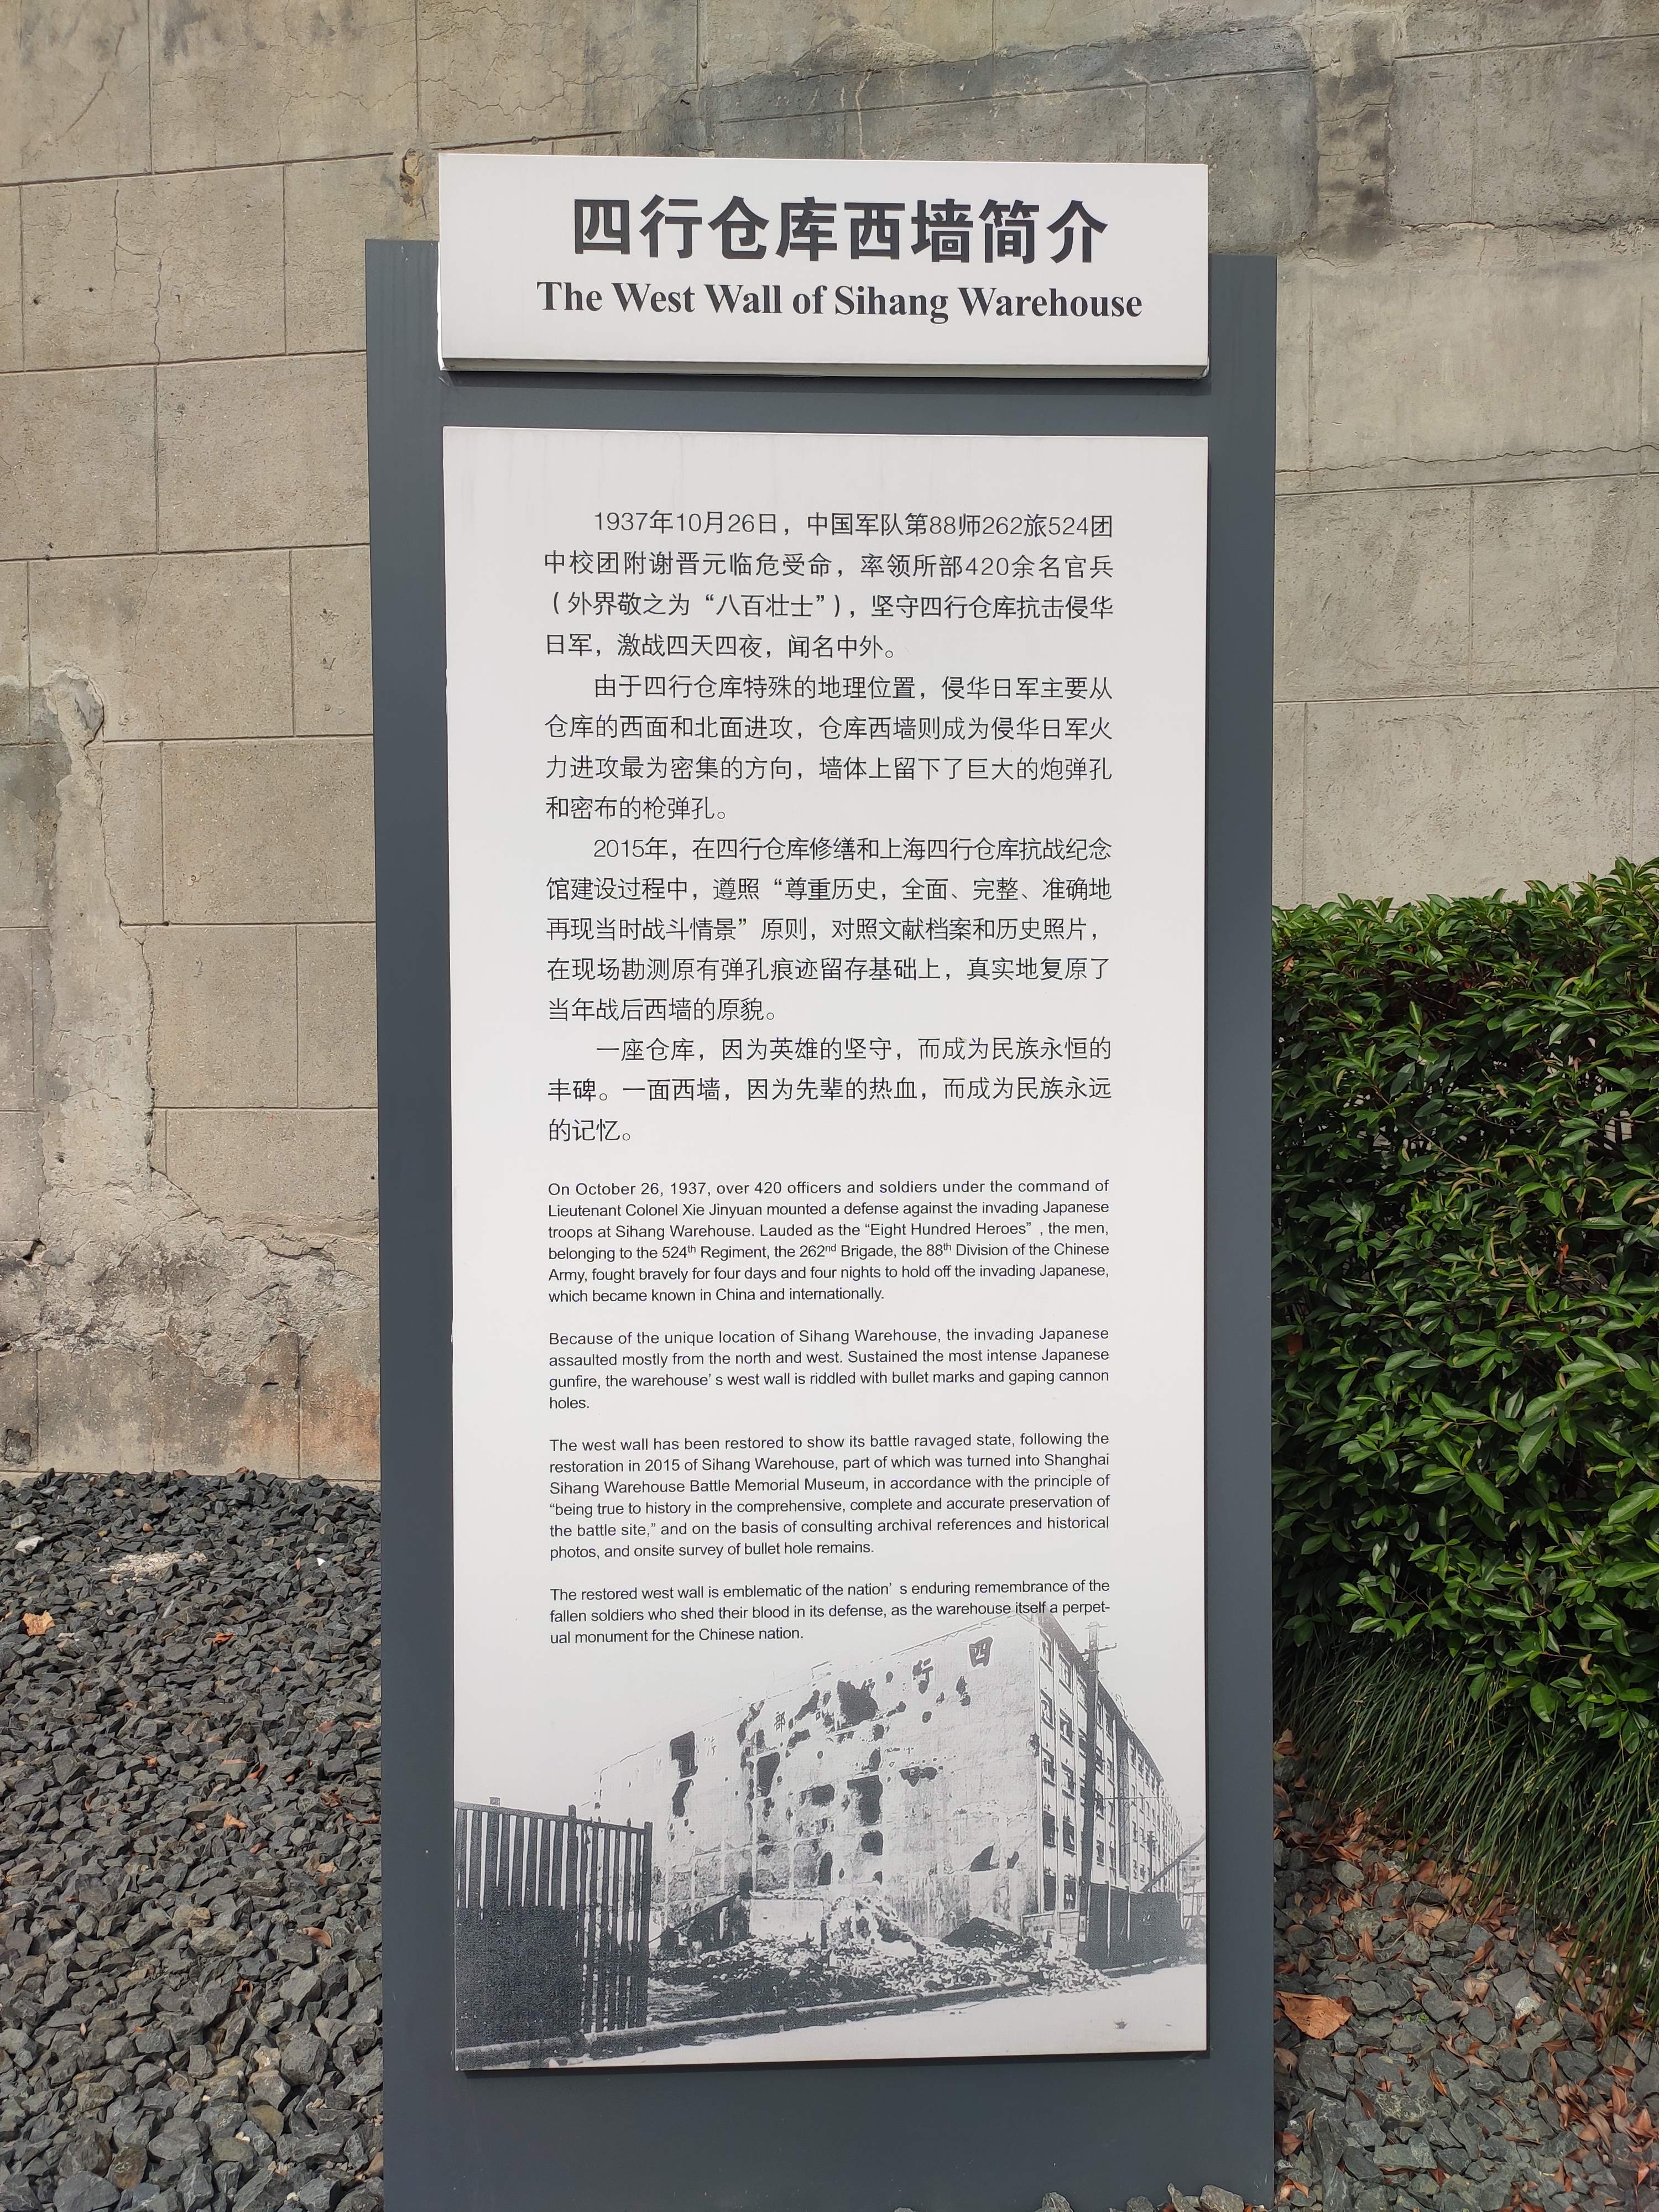 四行仓库西墙简介
The West Wall of Sihang Warehouse
1937年10月26日，中国军队第88师262旅524团
中校团附谢晋元临危受命，率领所部420余名官兵
（外界敬之为“八百壮士”），坚守四行仓库抗击侵华
日军，激战四天四夜，闻名中外。
由于四行仓库特殊的地理位置，侵华日军主要从
仓库的西面和北面进攻，仓库西墙则成为侵华日军火
力进攻最为密集的方向，墙体上留下了巨大的炮弹孔
和密布的枪弹孔。
2015年，在四行仓库修缮和上海四行仓库抗战纪念
馆建设过程中，遵照“尊重历史，全面、完整、准确地
再现当时战斗情景”原则，对照文献档案和历史照片，
在现场勘测原有弹孔痕迹留存基础上，真实地复原了
当年战后西墙的原貌。
一座仓库，因为英雄的坚守，而成为民族永恒的
丰碑。一面西墙，因为先辈的热血，而成为民族永远
的记忆。
On October 26, 1937, over 420 officers and soldiers under the command of
Lieutenant Colonel Xie Jinyuan mounted a defense against the invading Japanese
troops at Sihang Warehouse. Lauded as the “Eight Hundred Heroes” , the men,
belonging to the 524th Regiment, the 262nd Brigade, the 88th Division of the Chinese
Army, fought bravely for four days and four nights to hold off the invading Japanese,
which became known in China and internationally.
Because of the unique location of Sihang Warehouse, the invading Japanese
assaulted mostly from the north and west. Sustained the most intense Japanese
gunfire, the warehouse’ s west wall is riddled with bullet marks and gaping cannon
holes.
The west wall has been restored to show its battle ravaged state, following the
restoration in 2015 of Sihang Warehouse, part of which was turned into Shanghai
Sihang Warehouse Battle Memorial Museum, in accordance with the principle of
“being true to history in the comprehensive, complete and accurate preservation of
the battle site,” and on the basis of consulting archival references and historical
photos, and onsite survey of bullet hole remains.
The restored west wall is emblematic of the nation’ s enduring remembrance of the
fallen soldiers who shed their blood in its defense, as the warehouse itself a perpet-
ual monument for the Chinese nation.
部 行 四